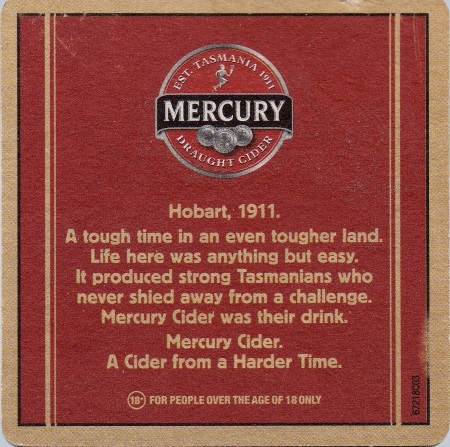 EST. TASMANIA 1911
MERCURY
DRAUGHT CIDER
Hobart, 1911.
A tough time in an even tougher land.
Life here was anything but easy.
It produced strong Tasmanians who
never shied away from a challenge.
Mercury Cider was their drink.
Mercury Cider.
A Cider from a Harder Time.
18+ FOR PEOPLE OVER THE AGE OF 18 ONLY
67218C03